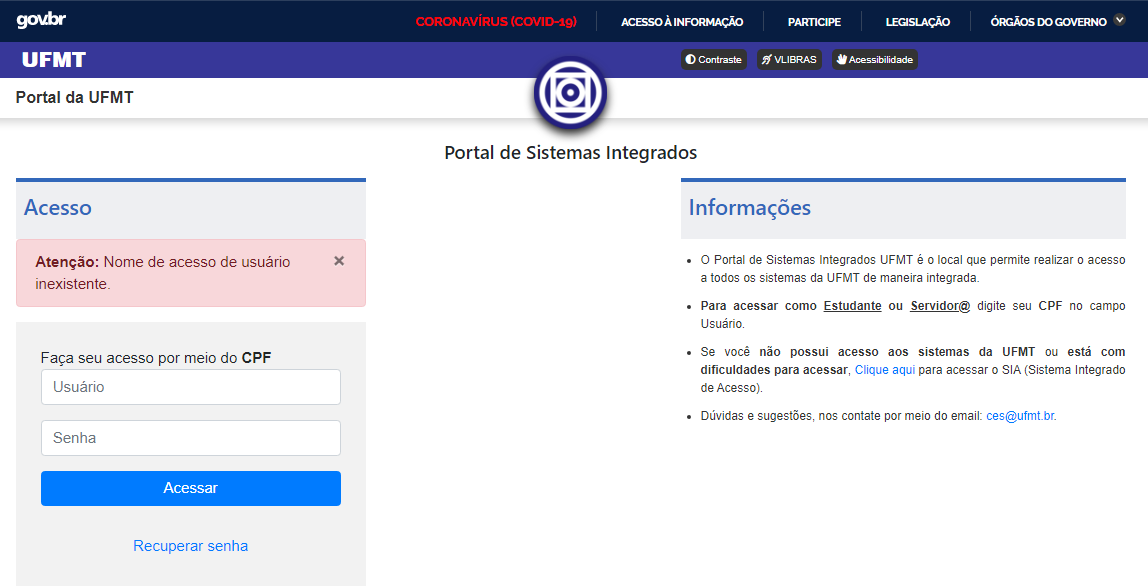 gov.br
CORONAVÍRUS (COVID-19)
ACESSO À INFORMAÇÃO
PARTICIPE
LEGISLAÇÃO
ÓRGÃOS DO GOVERNO
UFMT
Contraste
VLIBRAS
Acessibilidade
Portal da UFMT
Portal de Sistemas Integrados
Acesso
Atenção: Nome de acesso de usuário
inexistente.
×
Faça seu acesso por meio do CPF
Usuário
Senha
Acessar
Recuperar senha
Informações
• O Portal de Sistemas Integrados UFMT é o local que permite realizar o acesso
a todos os sistemas da UFMT de maneira integrada.
• Para acessar como Estudante ou Servidor@ digite seu CPF no campo
Usuário.
• Se você não possui acesso aos sistemas da UFMT ou está com
dificuldades para acessar, Clique aqui para acessar o SIA (Sistema Integrado
de Acesso).
• Dúvidas e sugestões, nos contate por meio do email: ces@ufmt.br.